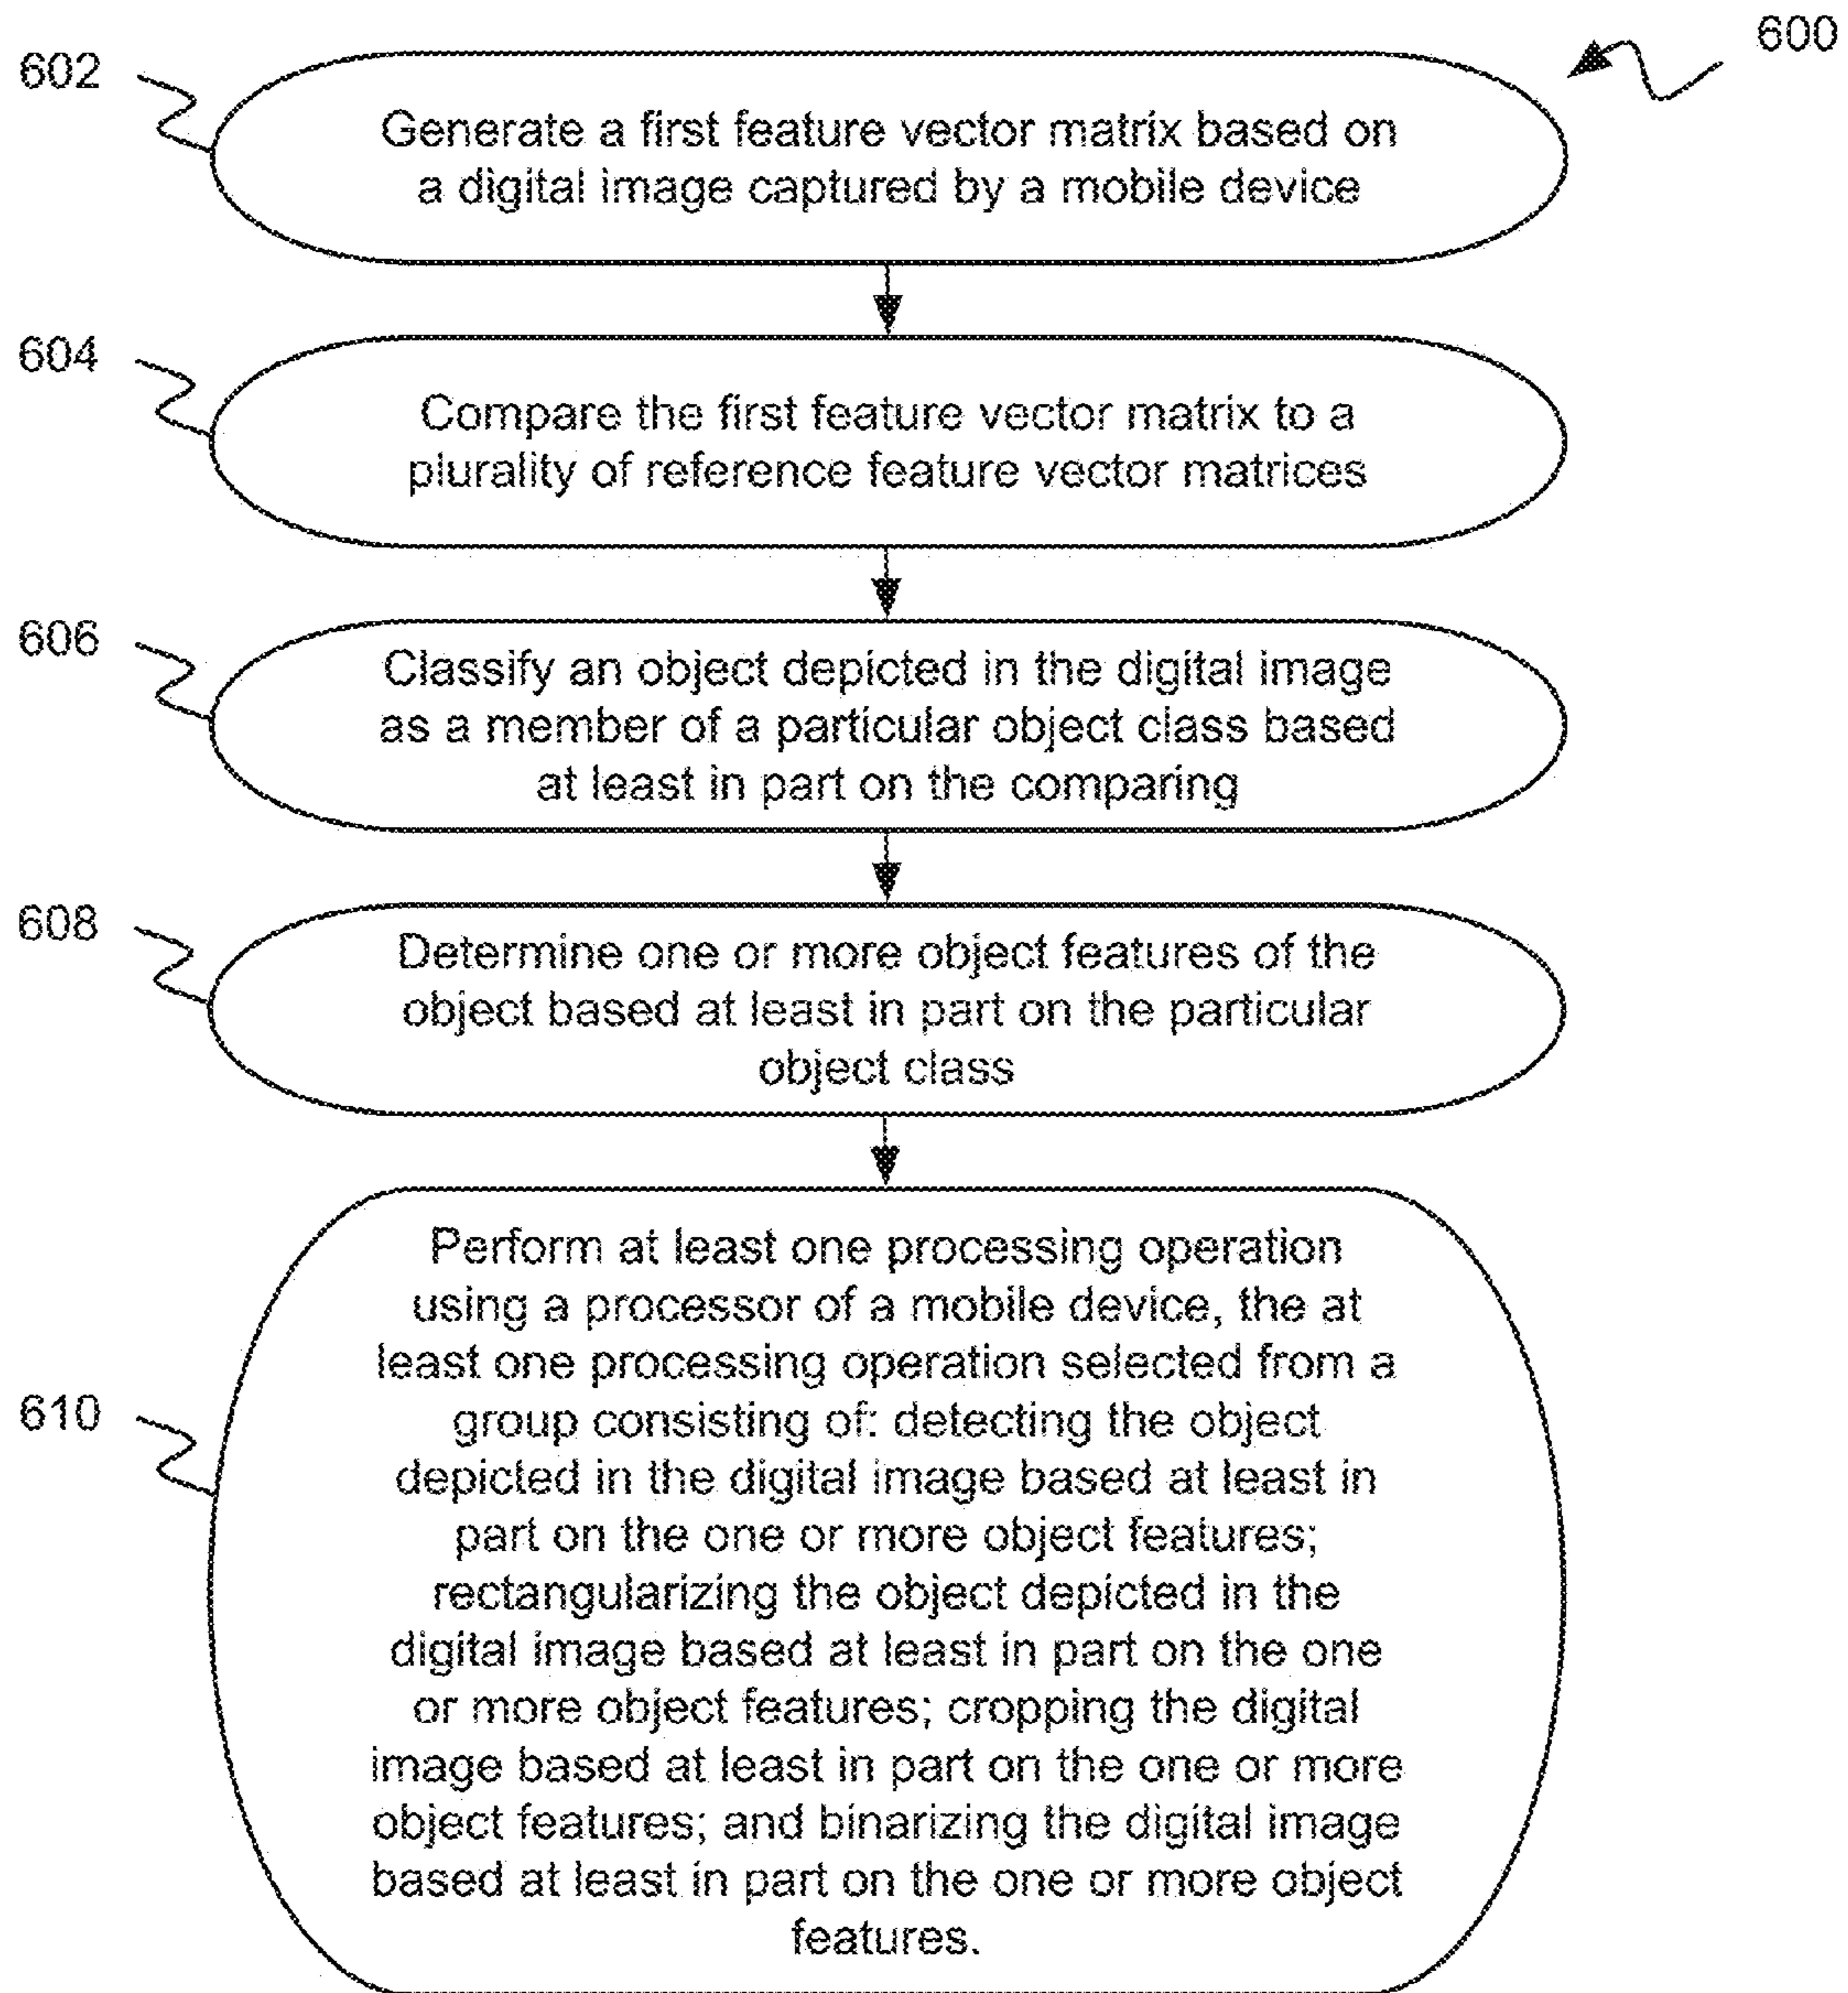 600
602
Generate a first feature vector matrix based on
a digital image captured by a mobile device
604
Compare the first feature vector matrix to a
plurality of reference feature vector matrices
606
Classify an object depicted in the digital image
as a member of a particular object class based
at least in part on the comparing
608
Determine one or more object features of the
object based at least in part on the particular
object class
610
Perform at least one processing operation
using a processor of a mobile device, the at
least one processing operation selected from a
group consisting of: detecting the object
depicted in the digital image based at least in
part on the one or more object features;
rectangularizing the object depicted in the
digital image based at least in part on the one
or more object features; cropping the digital
image based at least in part on the one or more
object features; and binarizing the digital image
based at least in part on the one or more object
features.